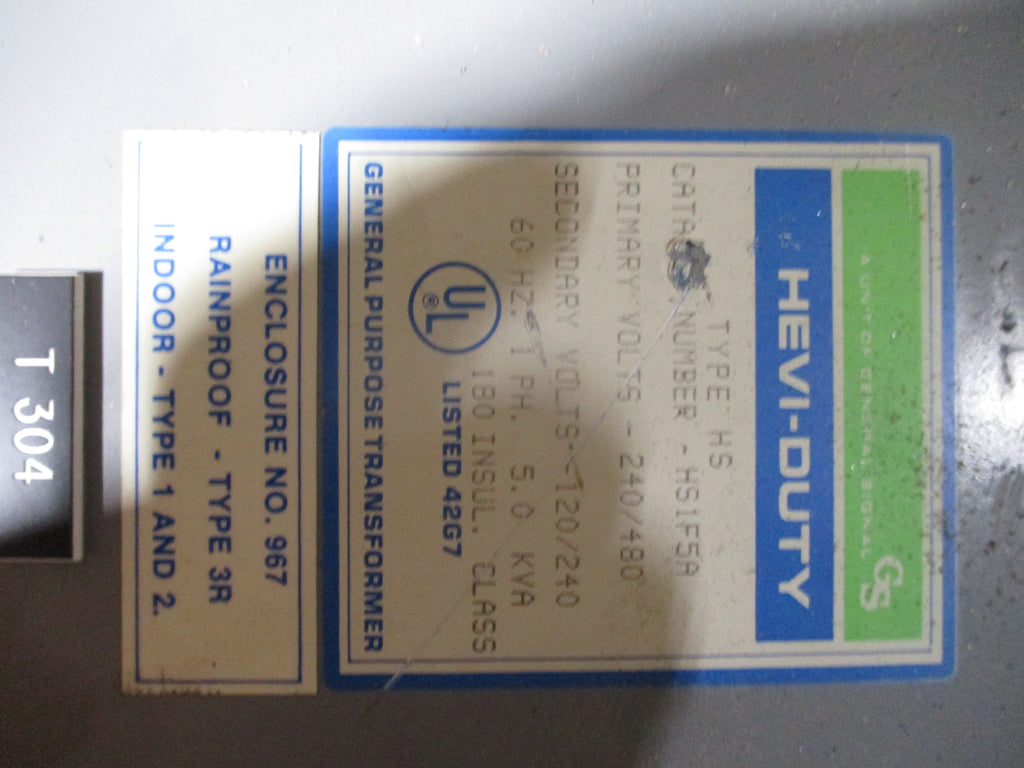 GS
A UNIT OF GENERAL SIGNAL
HEVI-DUTY
TYPE HS
NUMBER - HS1F5A
PRIMARY VOLTS - 240/480
SECONDARY VOLTS - 120/240
60 HZ. 1 PH. 5.0 KVA
180 INSUL. CLASS
UL
®
LISTED 42G7
GENERAL PURPOSE TRANSFORMER
ENCLOSURE NO. 967
RAINPROOF - TYPE 3R
INDOOR - TYPE 1 AND 2.
T 304